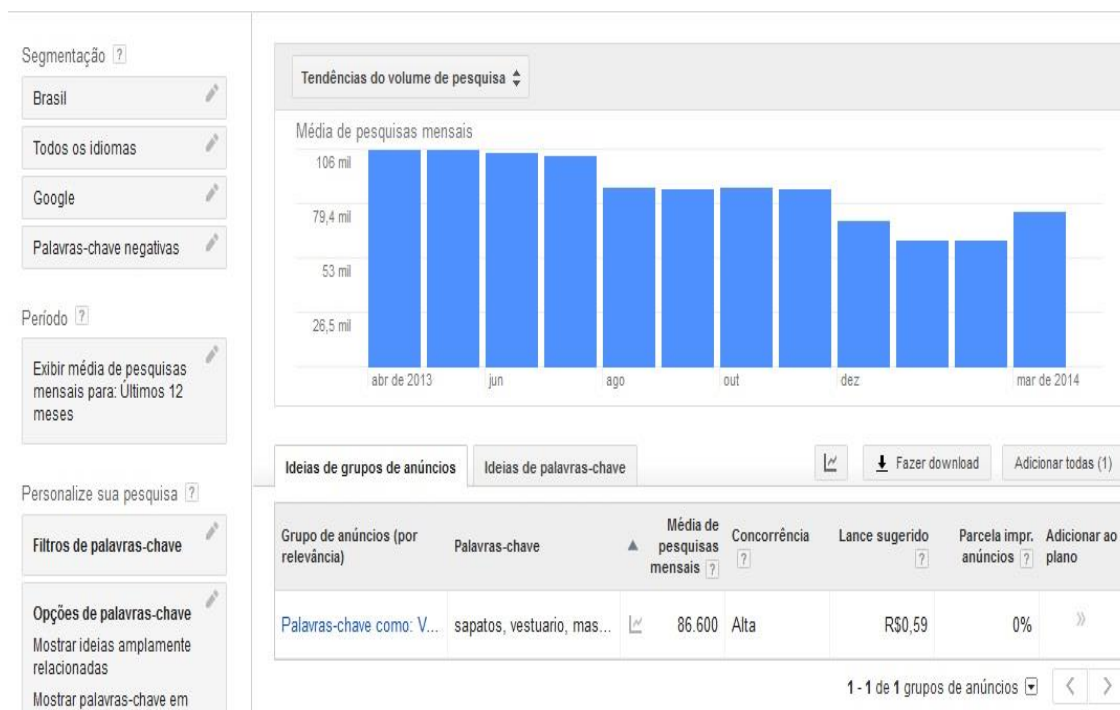 Segmentação ?
Brasil
Todos os idiomas
Google
Palavras-chave negativas
Período ?
Exibir média de pesquisas
mensais para: Últimos 12
meses
Personalize sua pesquisa ?
Filtros de palavras-chave
Opções de palavras-chave
Mostrar ideias amplamente
relacionadas
Mostrar palavras-chave em
Tendências do volume de pesquisa
Média de pesquisas mensais
106 mil
79,4 mil
53 mil
26,5 mil
abr de 2013 jun ago out dez mar de 2014
Ideias de grupos de anúncios Ideias de palavras-chave Fazer download Adicionar todas (1)
Grupo de anúncios (por
relevância)
Palavras-chave
Média de
pesquisas
mensais ?
Concorrência
?
Lance sugerido
?
Parcela impr.
anúncios ?
Adicionar ao
plano
Palavras-chave como: V... sapatos, vestuario, mas... 86.600 Alta R$0,59 0% »
1 - 1 de 1 grupos de anúncios